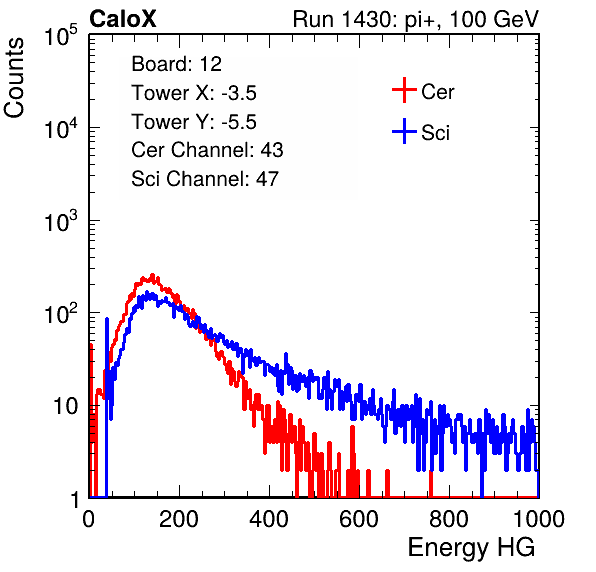 CaloX Run 1430: pi+, 100 GeV
Counts
Board: 12
Tower X: -3.5
Tower Y: -5.5
Cer Channel: 43
Sci Channel: 47
Cer
Sci
10^5
10^4
10^3
10^2
10
1
0 200 400 600 800 1000
Energy HG